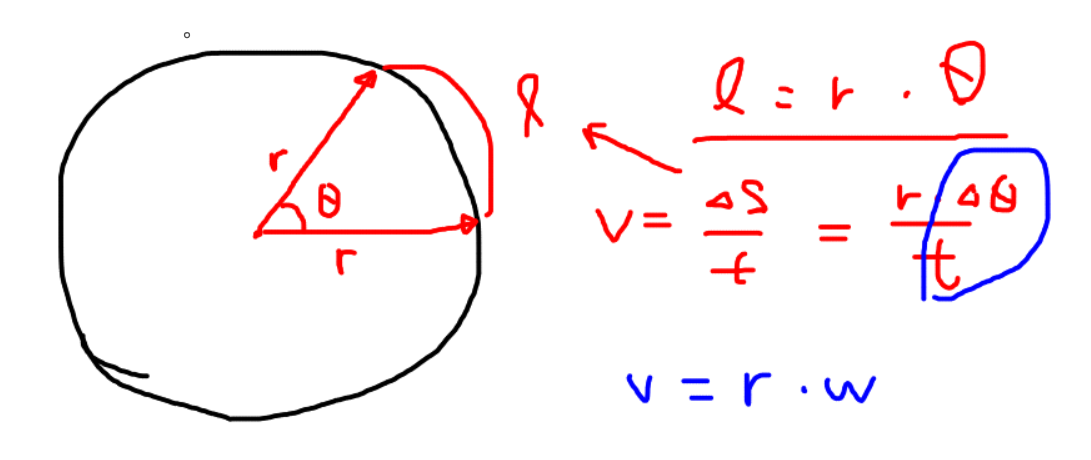 r
θ
r
l
l = r · θ
v = ΔS / t = r Δθ / t
v = r · w